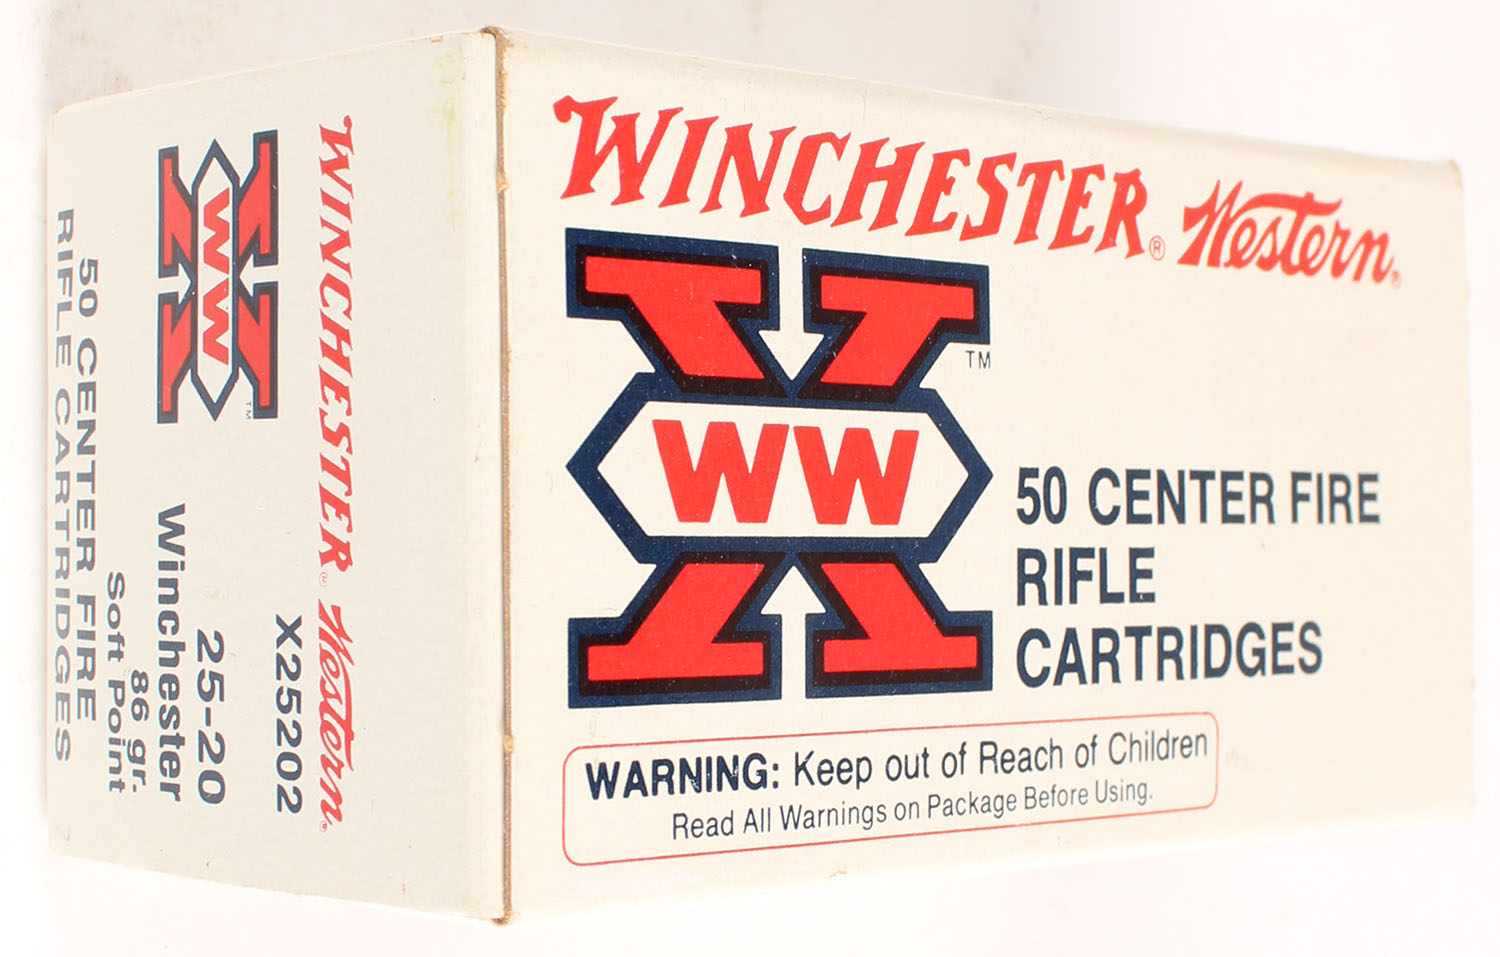 WINCHESTER® Western®
TM
WW
50 CENTER FIRE
RIFLE
CARTRIDGES
WARNING: Keep out of Reach of Children
Read All Warnings on Package Before Using.
WINCHESTER® Western®
WW
TM
X25202
25-20
Winchester
86 gr.
Soft Point
50 CENTER FIRE
RIFLE CARTRIDGES